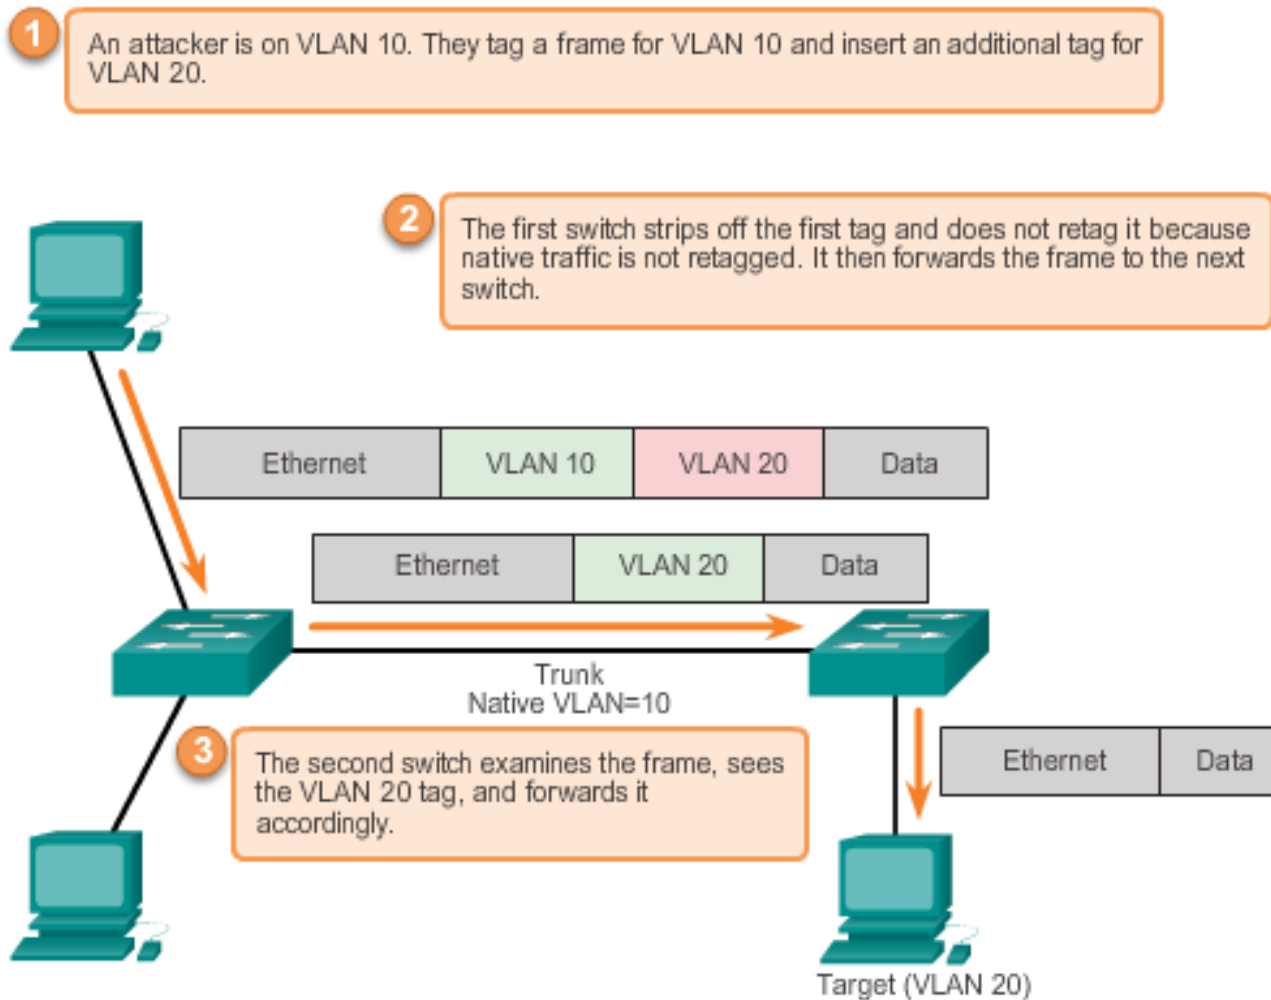 1
An attacker is on VLAN 10. They tag a frame for VLAN 10 and insert an additional tag for
VLAN 20.
2
The first switch strips off the first tag and does not retag it because
native traffic is not retagged. It then forwards the frame to the next
switch.
Ethernet VLAN 10 VLAN 20 Data
Ethernet VLAN 20 Data
Trunk
Native VLAN=10
3
The second switch examines the frame, sees
the VLAN 20 tag, and forwards it
accordingly.
Ethernet Data
Target (VLAN 20)